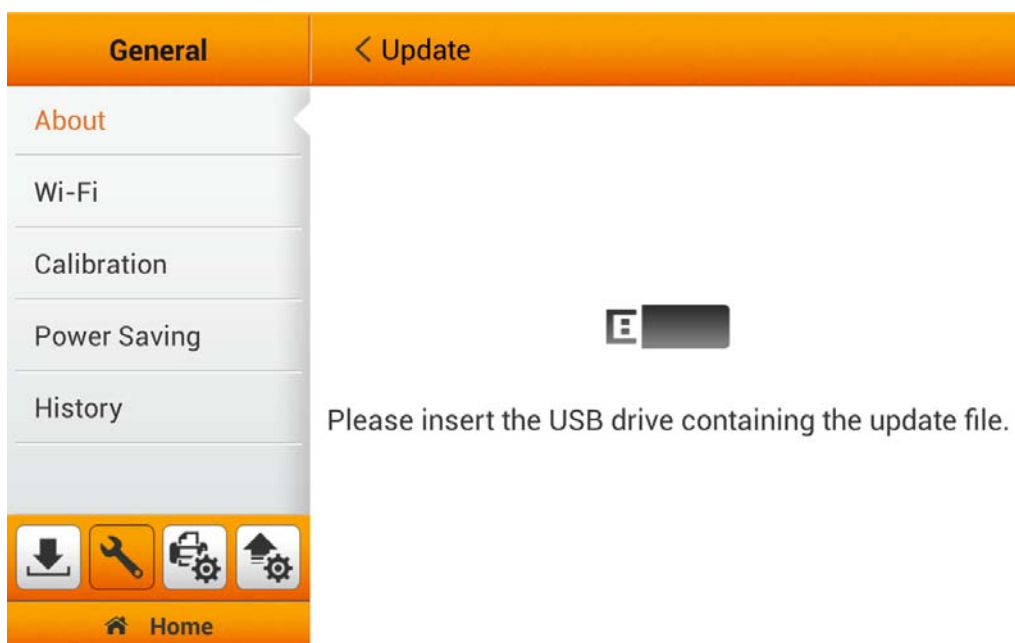 General
< Update
About
Wi-Fi
Calibration
Power Saving
History
Please insert the USB drive containing the update file.
Home